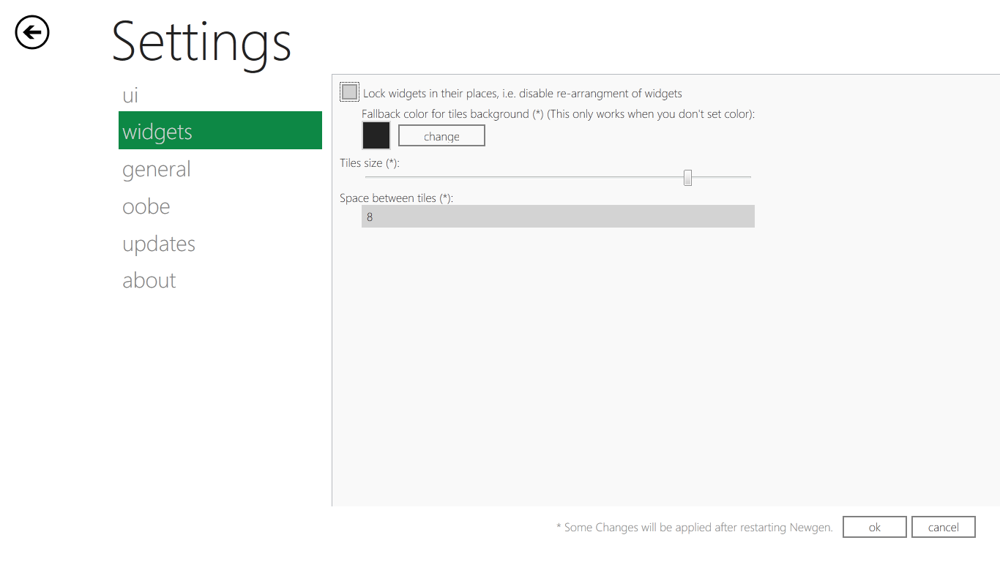 Settings
ui
widgets
general
oobe
updates
about
Lock widgets in their places, i.e. disable re-arrangment of widgets
Fallback color for tiles background (*) (This only works when you don't set color):
change
Tiles size (*):
Space between tiles (*):
8
* Some Changes will be applied after restarting Newgen.
ok
cancel